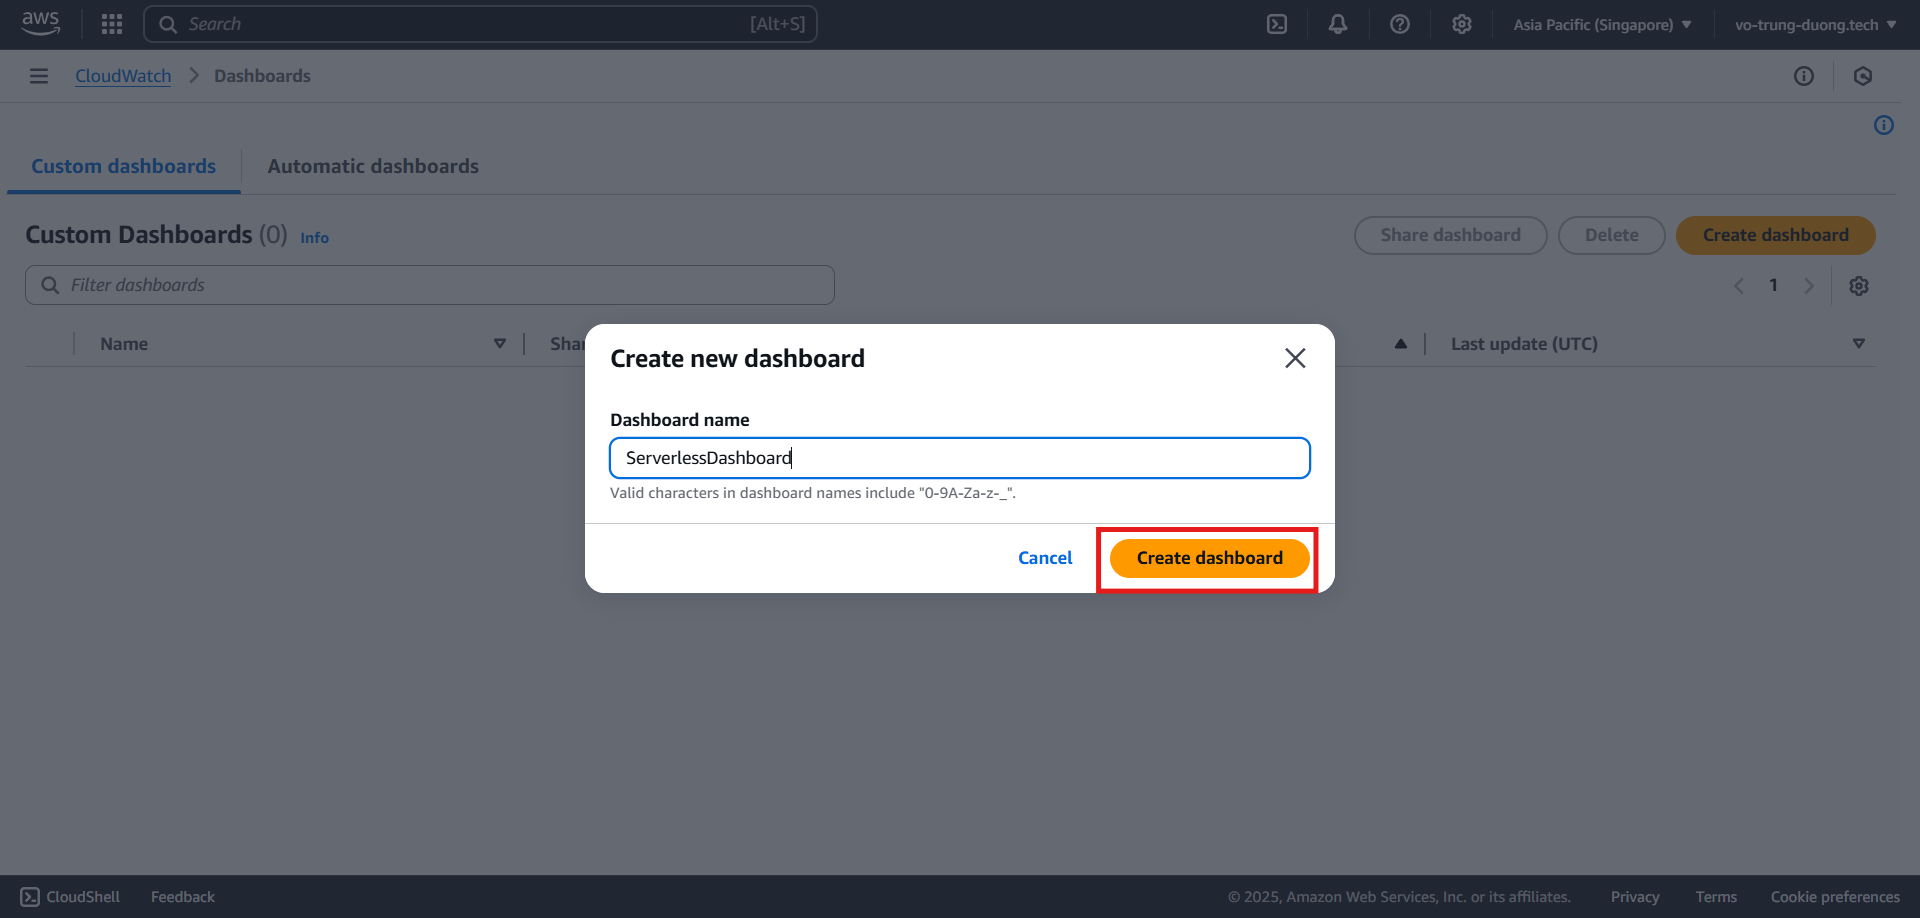 aws
Search [Alt+S]
Asia Pacific (Singapore)
vo-trung-duong.tech
CloudWatch
Dashboards
Custom dashboards
Automatic dashboards
Custom Dashboards (0) Info
Share dashboard
Delete
Create dashboard
Filter dashboards
1
Name
Shar
Last update (UTC)
Create new dashboard
Dashboard name
ServerlessDashboard
Valid characters in dashboard names include "0-9A-Za-z-_".
Cancel
Create dashboard
CloudShell
Feedback
© 2025, Amazon Web Services, Inc. or its affiliates.
Privacy
Terms
Cookie preferences